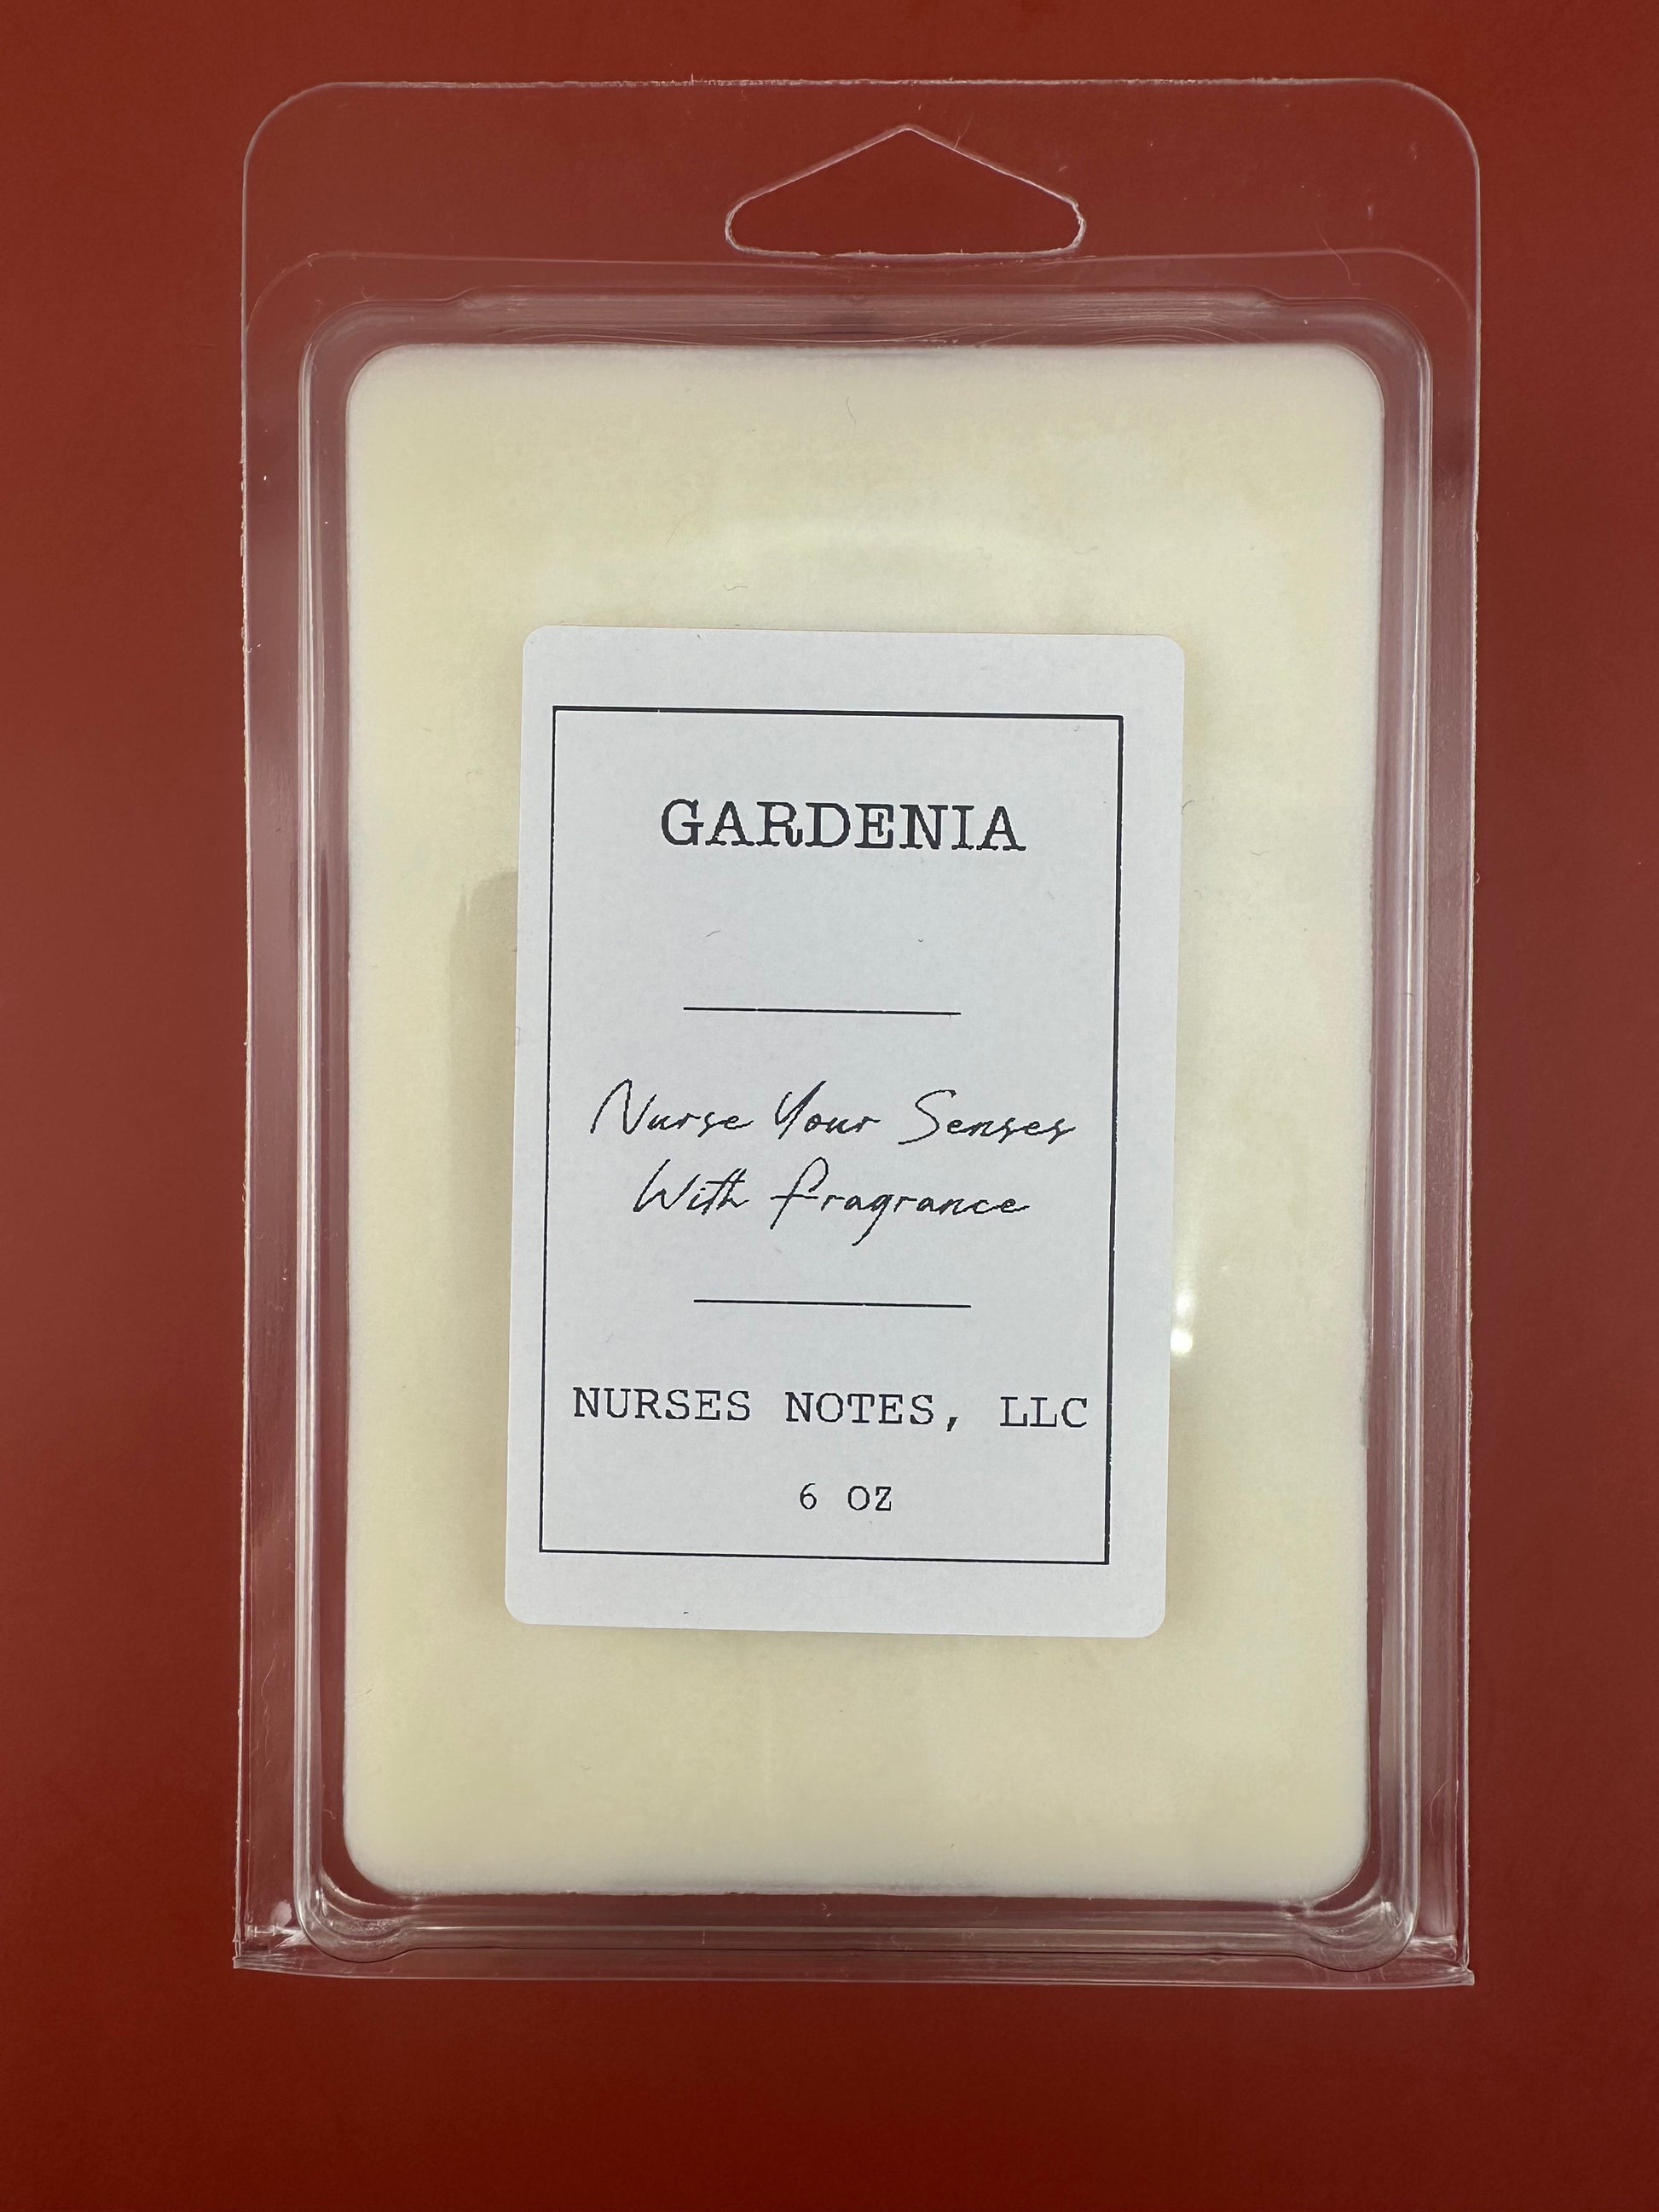 GARDENIA
Nurse Your Senses
With Fragrance
NURSES NOTES, LLC
6 OZ